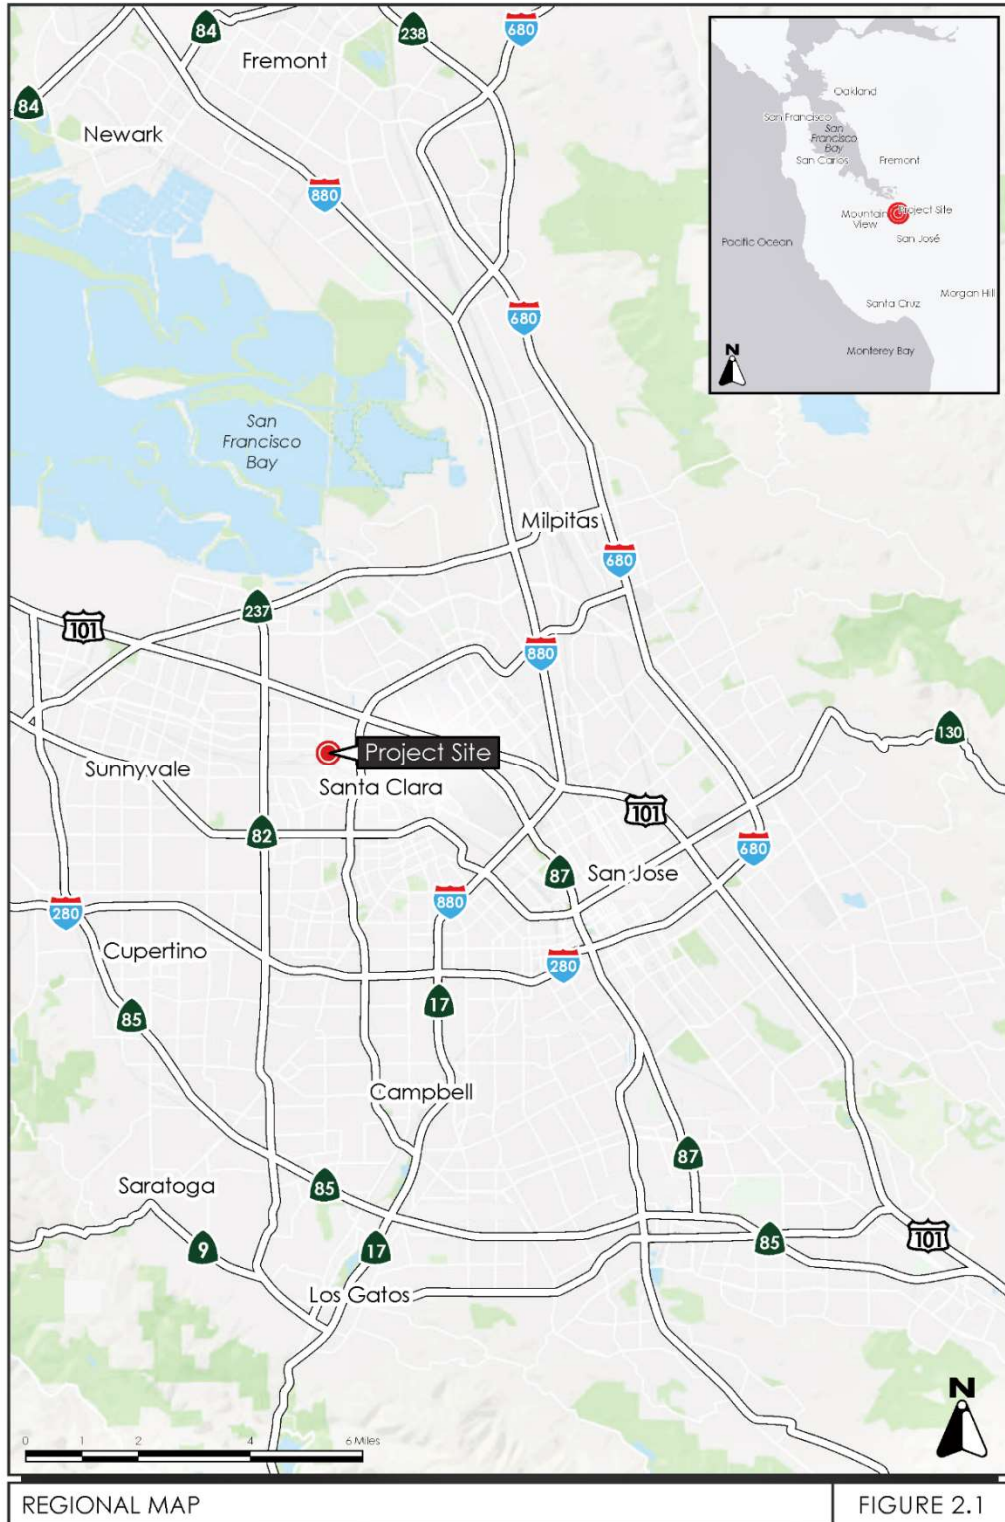 84
238
680
Fremont
84
Newark
880
680
San
Francisco
Bay
Milpitas
680
237
101
880
Project Site
130
Sunnyvale
Santa Clara
101
82
680
87
San Jose
880
280
Cupertino
280
17
85
Campbell
87
Saratoga
85
9
17
101
85
Los Gatos
N
0 1 2 4 6 Miles
Oakland
San Francisco
San
Francisco
Bay
San Carlos
Fremont
Mountain
View
Project Site
San José
Pacific Ocean
Morgan Hill
Santa Cruz
Monterey Bay
N
REGIONAL MAP
FIGURE 2.1